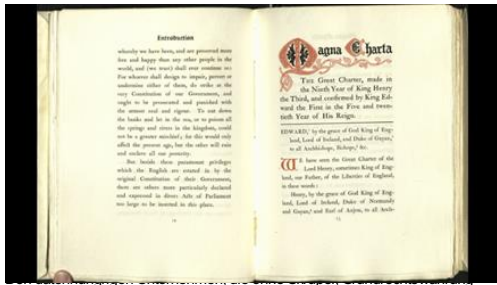 Introduction
whereby we have been, and are preserved more
free and happy than any other people in the
world, and (we trust) shall ever continue so:
For whoever shall design to impair, pervert or
undermine either of them, do strike at the
very Constitution of our Government, and
ought to be prosecuted and punished with
the utmost zeal and rigour. To cut down
the banks and let in the sea, or to poison all
the springs and rivers in the kingdom, could
not be a greater mischief; for this would only
affect the present age, but the other will ruin
and enslave all our posterity.
But beside these paramount privileges
which the English are estated in by the
original Constitution of their Government,
there are others more particularly declared
and expressed in divers Acts of Parliament
too large to be inserted in this place.
Magna Charta
The Great Charter, made in
the Ninth Year of King Henry
the Third, and confirmed by King Ed-
ward the First in the Five and twen-
tieth Year of His Reign.
EDWARD,¹ by the grace of God King of Eng-
land, Lord of Ireland, and Duke of Guyan,²
to all Archbishops, Bishops,³ &c.
WE have seen the Great Charter of the
Lord Henry, sometimes King of Eng-
land, our Father, of the Liberties of England,
in these words:
Henry, by the grace of God King of Eng-
land, Lord of Ireland, Duke of Normandy
and Guyan,⁴ and Earl of Anjou, to all Arch-